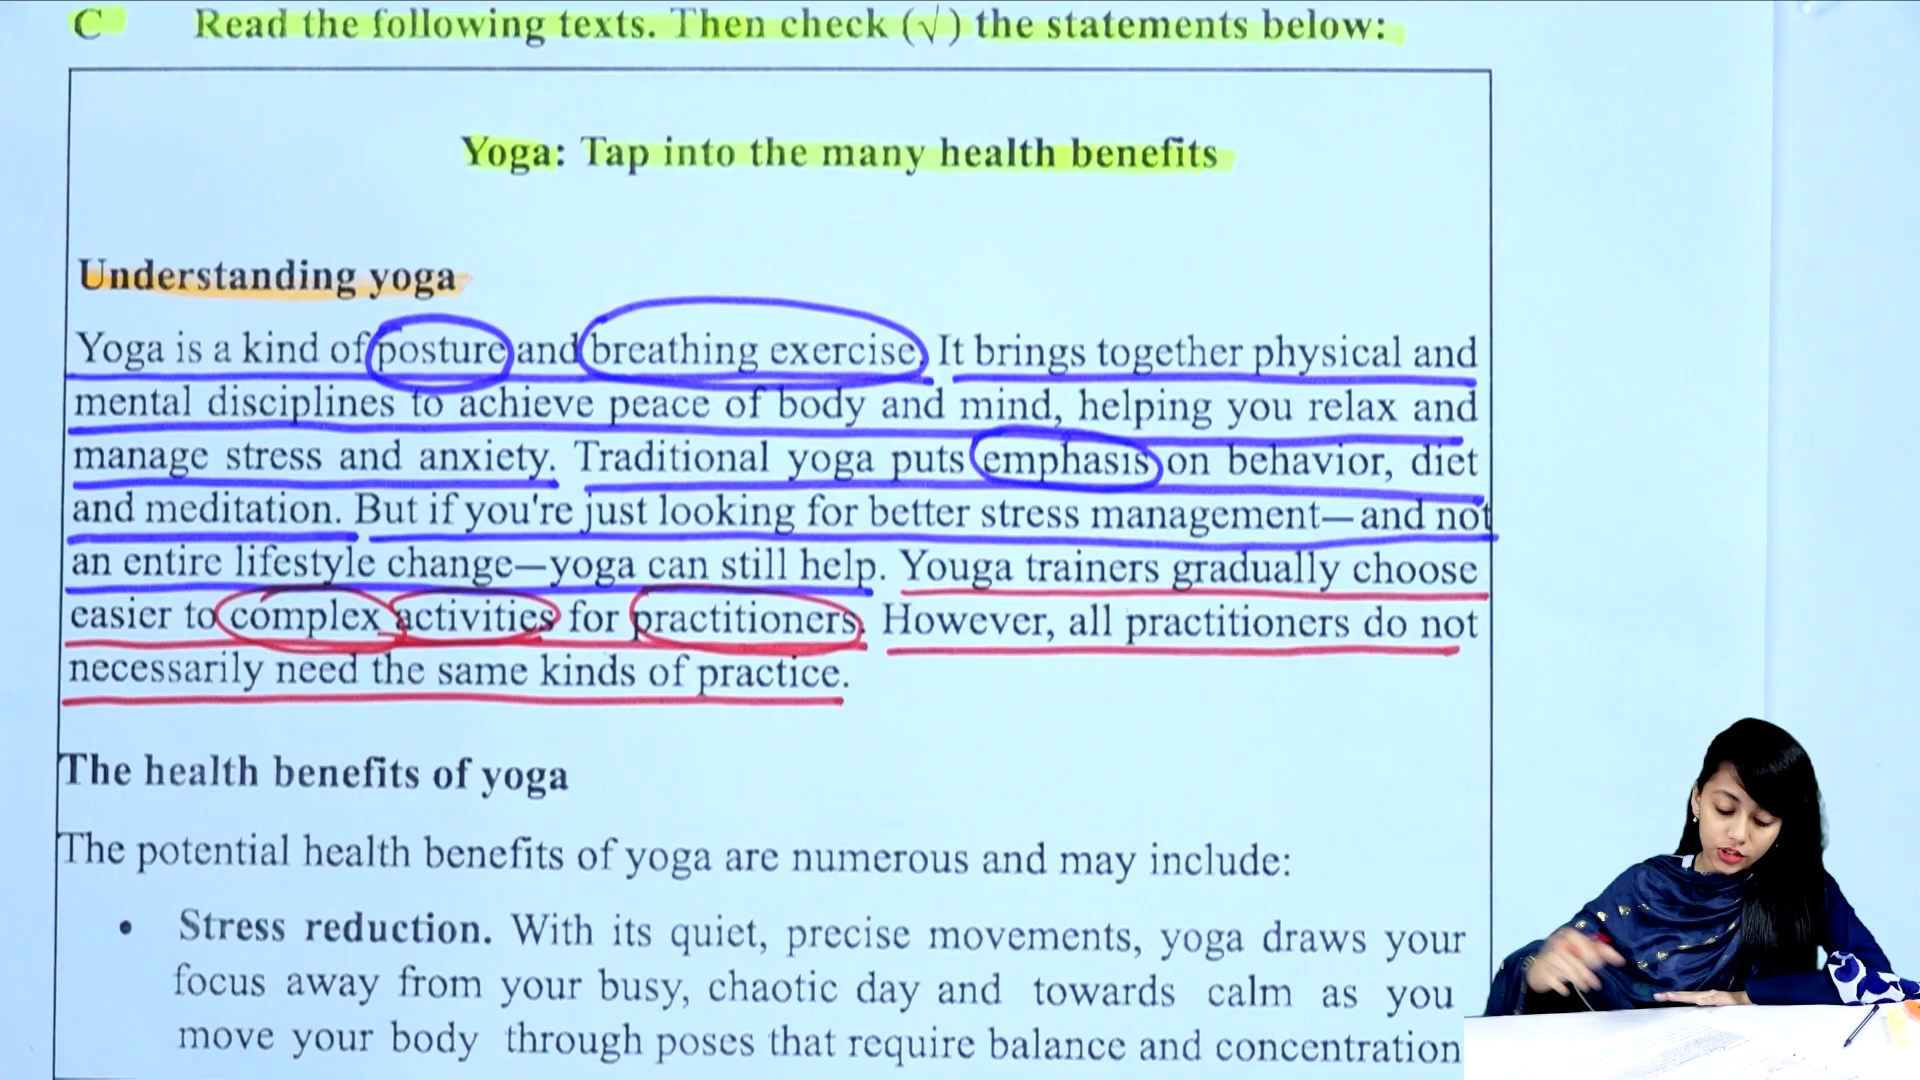 C Read the following texts. Then check (√) the statements below:
Yoga: Tap into the many health benefits
Understanding yoga
Yoga is a kind of posture and breathing exercise. It brings together physical and
mental disciplines to achieve peace of body and mind, helping you relax and
manage stress and anxiety. Traditional yoga puts emphasis on behavior, diet
and meditation. But if you're just looking for better stress management—and not
an entire lifestyle change—yoga can still help. Youga trainers gradually choose
easier to complex activities for practitioners. However, all practitioners do not
necessarily need the same kinds of practice.
The health benefits of yoga
The potential health benefits of yoga are numerous and may include:
• Stress reduction. With its quiet, precise movements, yoga draws your
focus away from your busy, chaotic day and towards calm as you
move your body through poses that require balance and concentration